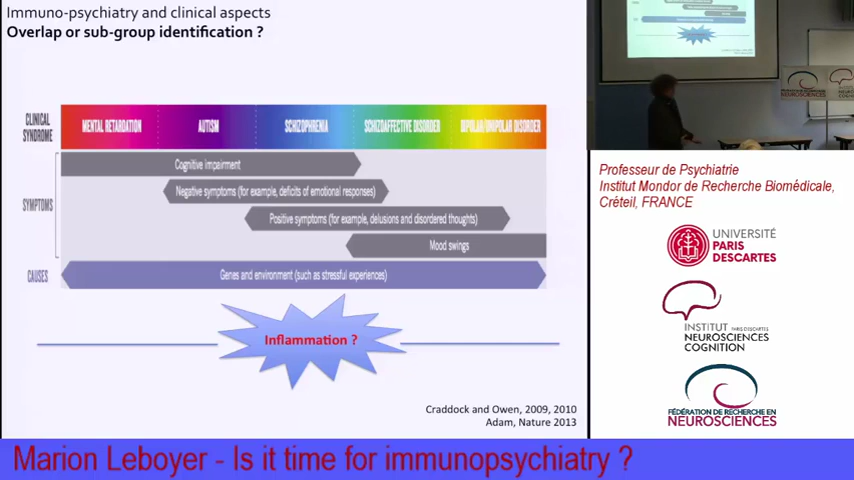 Immuno-psychiatry and clinical aspects
Overlap or sub-group identification ?
CLINICAL
SYNDROME
MENTAL RETARDATION
AUTISM
SCHIZOPHRENIA
SCHIZOAFFECTIVE DISORDER
BIPOLAR/UNIPOLAR DISORDER
SYMPTOMS
Cognitive impairment
Negative symptoms (for example, deficits of emotional responses)
Positive symptoms (for example, delusions and disordered thoughts)
Mood swings
CAUSES
Genes and environment (such as stressful experiences)
Inflammation ?
Craddock and Owen, 2009, 2010
Adam, Nature 2013
NEUROSCIENCES
Professeur de Psychiatrie
Institut Mondor de Recherche Biomédicale,
Créteil, FRANCE
UNIVERSITÉ
PARIS
DESCARTES
INSTITUT PARIS DESCARTES
NEUROSCIENCES
COGNITION
FÉDÉRATION DE RECHERCHE EN
NEUROSCIENCES
Marion Leboyer - Is it time for immunopsychiatry ?